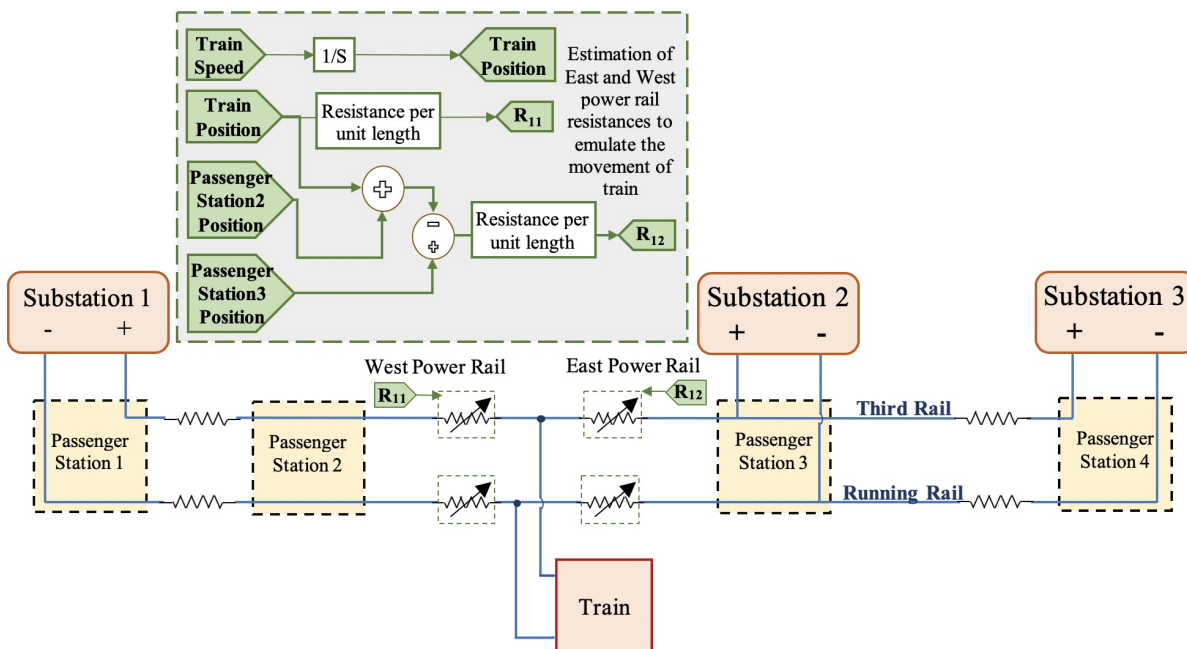 Train
Speed
1/S
Train
Position
Estimation of
East and West
power rail
resistances to
emulate the
movement of
train
Train
Position
Resistance per
unit length
R11
Passenger
Station2
Position
Resistance per
unit length
R12
Passenger
Station3
Position
Substation 1
- +
Substation 2
+ -
Substation 3
+ -
West Power Rail
East Power Rail
R11
R12
Third Rail
Passenger
Station 1
Passenger
Station 2
Passenger
Station 3
Passenger
Station 4
Running Rail
Train